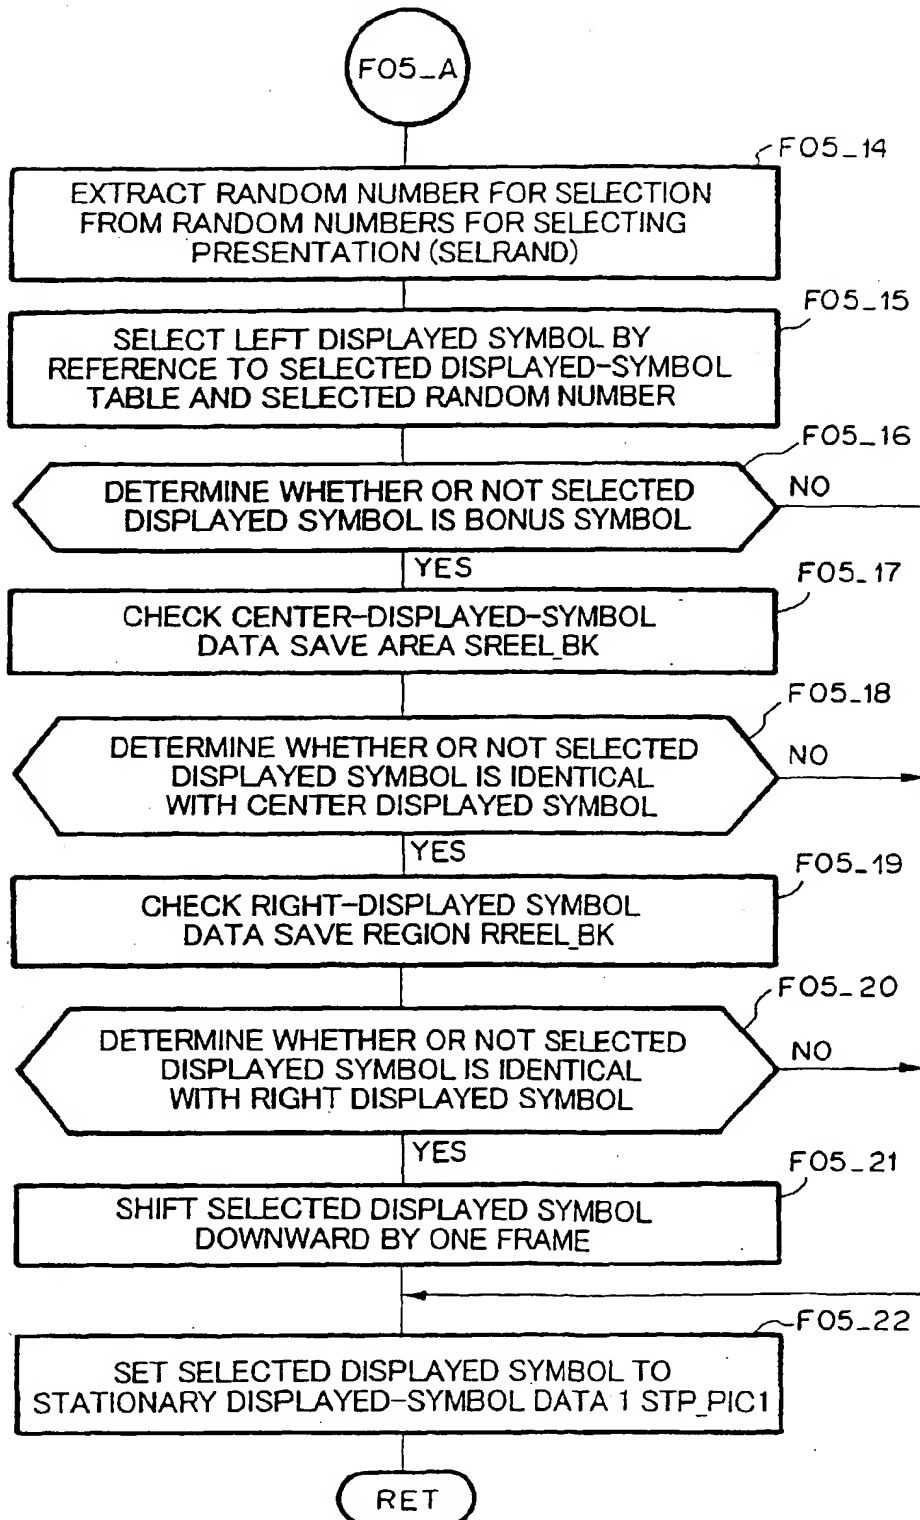 F05_A
F05_14
EXTRACT RANDOM NUMBER FOR SELECTION
FROM RANDOM NUMBERS FOR SELECTING
PRESENTATION (SELRAND)
F05_15
SELECT LEFT DISPLAYED SYMBOL BY
REFERENCE TO SELECTED DISPLAYED-SYMBOL
TABLE AND SELECTED RANDOM NUMBER
F05_16
DETERMINE WHETHER OR NOT SELECTED
DISPLAYED SYMBOL IS BONUS SYMBOL
NO
YES
F05_17
CHECK CENTER-DISPLAYED-SYMBOL
DATA SAVE AREA SREEL_BK
F05_18
DETERMINE WHETHER OR NOT SELECTED
DISPLAYED SYMBOL IS IDENTICAL
WITH CENTER DISPLAYED SYMBOL
NO
YES
F05_19
CHECK RIGHT-DISPLAYED SYMBOL
DATA SAVE REGION RREEL_BK
F05_20
DETERMINE WHETHER OR NOT SELECTED
DISPLAYED SYMBOL IS IDENTICAL
WITH RIGHT DISPLAYED SYMBOL
NO
YES
F05_21
SHIFT SELECTED DISPLAYED SYMBOL
DOWNWARD BY ONE FRAME
F05_22
SET SELECTED DISPLAYED SYMBOL TO
STATIONARY DISPLAYED-SYMBOL DATA 1 STP_PIC1
RET